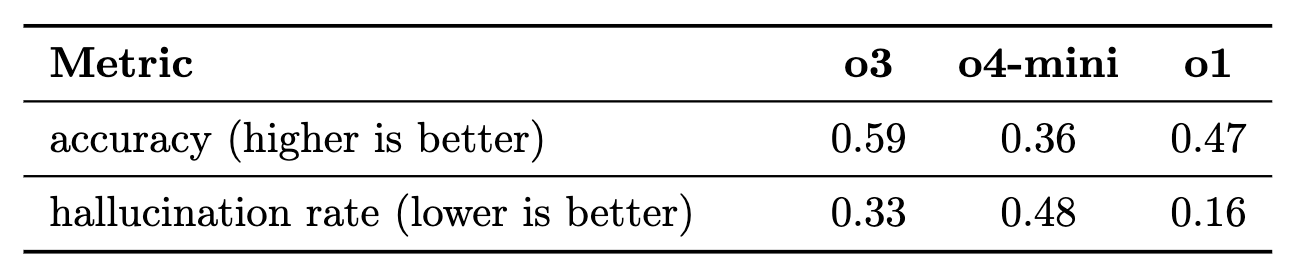 Metric o3 o4-mini o1
accuracy (higher is better) 0.59 0.36 0.47
hallucination rate (lower is better) 0.33 0.48 0.16